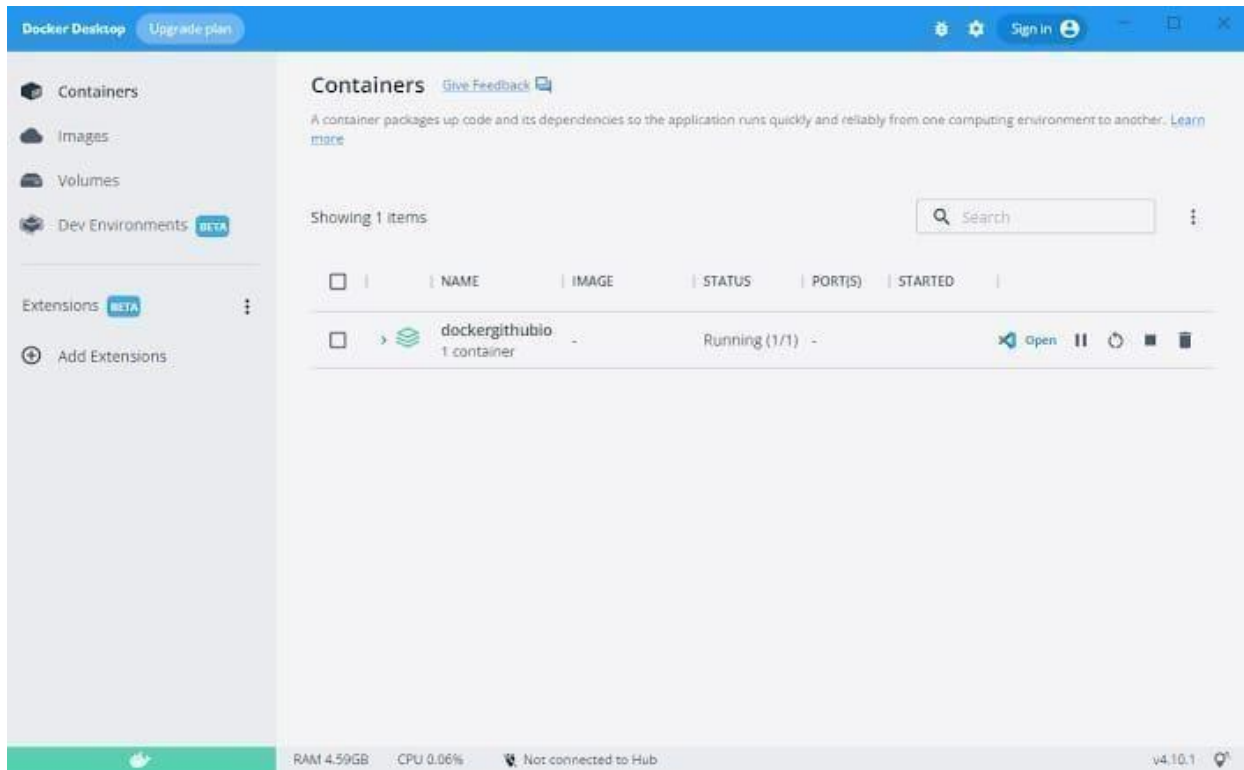 Docker Desktop Upgrade plan Sign in
Containers
Images
Volumes
Dev Environments BETA
Extensions BETA
Add Extensions
Containers Give Feedback
A container packages up code and its dependencies so the application runs quickly and reliably from one computing environment to another. Learn
more
Showing 1 items Search
NAME IMAGE STATUS PORT(S) STARTED
dockergithubio - Running (1/1) - Open
1 container
RAM 4.59GB CPU 0.06% Not connected to Hub v4.10.1